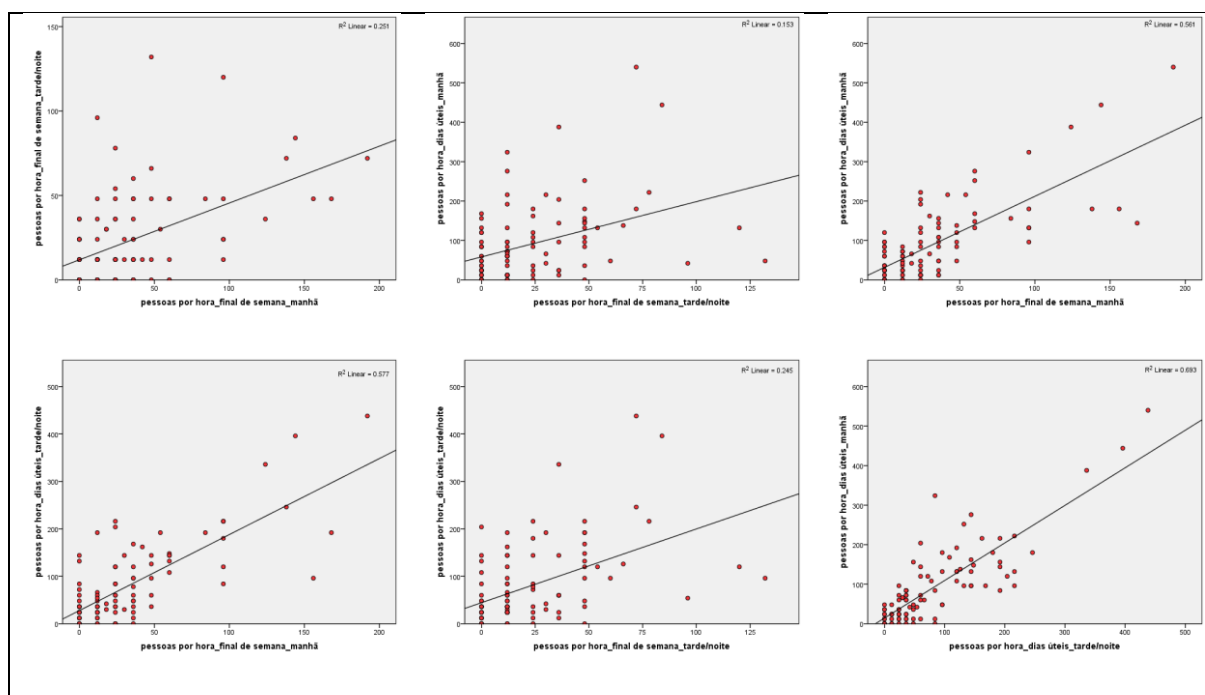 R² Linear = 0.251
pessoas por hora_final de semana_tarde/noite
150
100
50
0
0 50 100 150 200
pessoas por hora_final de semana_manhã
R² Linear = 0.153
pessoas por hora_dias úteis_manhã
600
500
400
300
200
100
0
0 25 50 75 100 125
pessoas por hora_final de semana_tarde/noite
R² Linear = 0.561
pessoas por hora_dias úteis_manhã
600
500
400
300
200
100
0
0 50 100 150 200
pessoas por hora_final de semana_manhã
R² Linear = 0.577
pessoas por hora_dias úteis_tarde/noite
500
400
300
200
100
0
0 50 100 150 200
pessoas por hora_final de semana_manhã
R² Linear = 0.245
pessoas por hora_dias úteis_tarde/noite
500
400
300
200
100
0
0 25 50 75 100 125
pessoas por hora_final de semana_tarde/noite
R² Linear =
pessoas por hora_dias úteis_manhã
600
500
400
300
200
100
0
0 100 200 300 400 500
pessoas por hora_dias úteis_tarde/noite